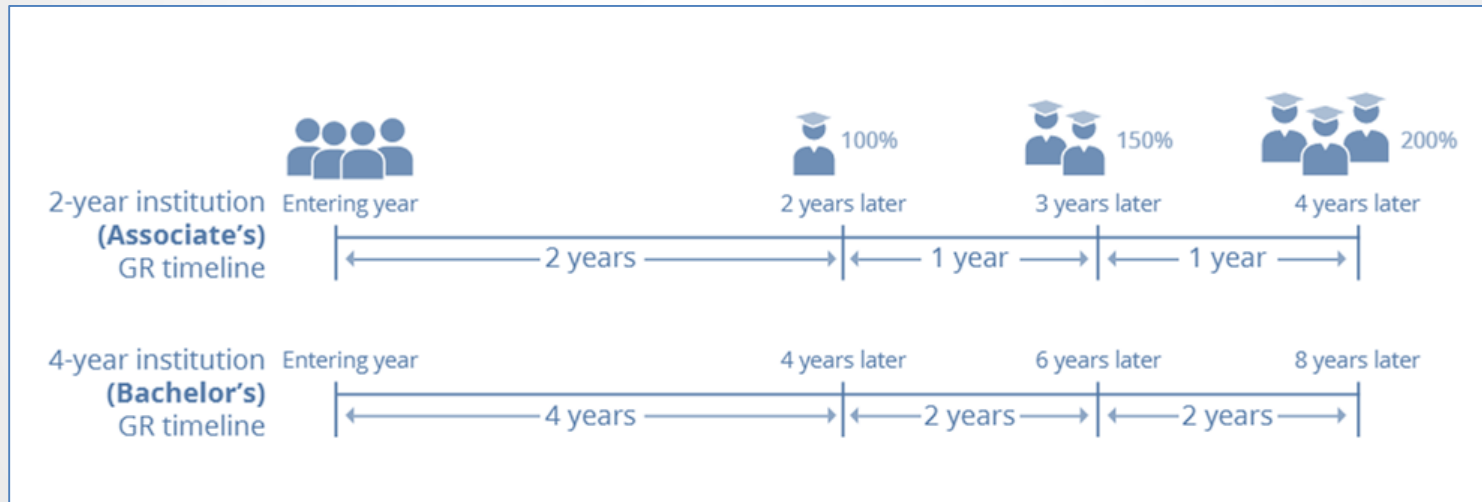 100%
150%
200%
2-year institution
(Associate’s)
GR timeline
Entering year
2 years later
3 years later
4 years later
2 years
1 year
1 year
4-year institution
(Bachelor’s)
GR timeline
Entering year
4 years later
6 years later
8 years later
4 years
2 years
2 years